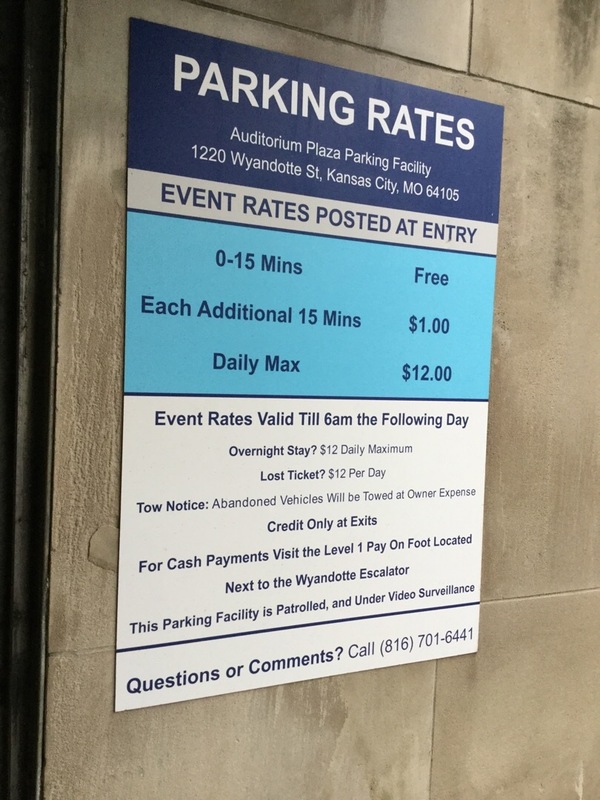 PARKING RATES
Auditorium Plaza Parking Facility
1220 Wyandotte St, Kansas City, MO 64105
EVENT RATES POSTED AT ENTRY
0-15 Mins Free
Each Additional 15 Mins $1.00
Daily Max $12.00
Event Rates Valid Till 6am the Following Day
Overnight Stay? $12 Daily Maximum
Lost Ticket? $12 Per Day
Tow Notice: Abandoned Vehicles Will be Towed at Owner Expense
Credit Only at Exits
For Cash Payments Visit the Level 1 Pay On Foot Located
Next to the Wyandotte Escalator
This Parking Facility is Patrolled, and Under Video Surveillance
Questions or Comments? Call (816) 701-6441